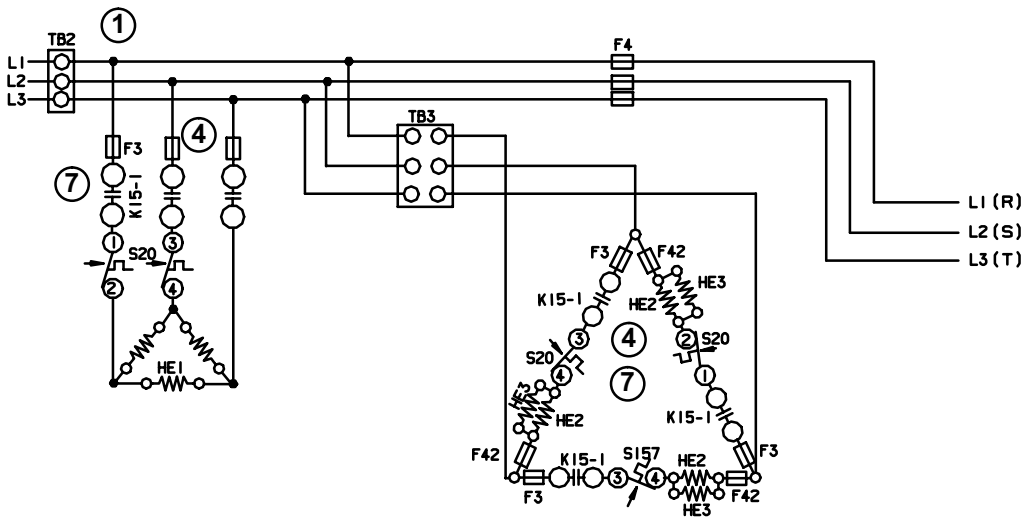 1
TB2
L1
L2
L3
F4
F3
4
7
K15-1
TB3
1
3
S20
2
4
HE1
L1(R)
L2(S)
L3(T)
F3
F42
HE3
HE2
K15-1
3
4
2
S20
S20
4
7
1
HE3
HE2
K15-1
F42
K15-1
S157
HE2
F3
3
4
F3
F42
HE3